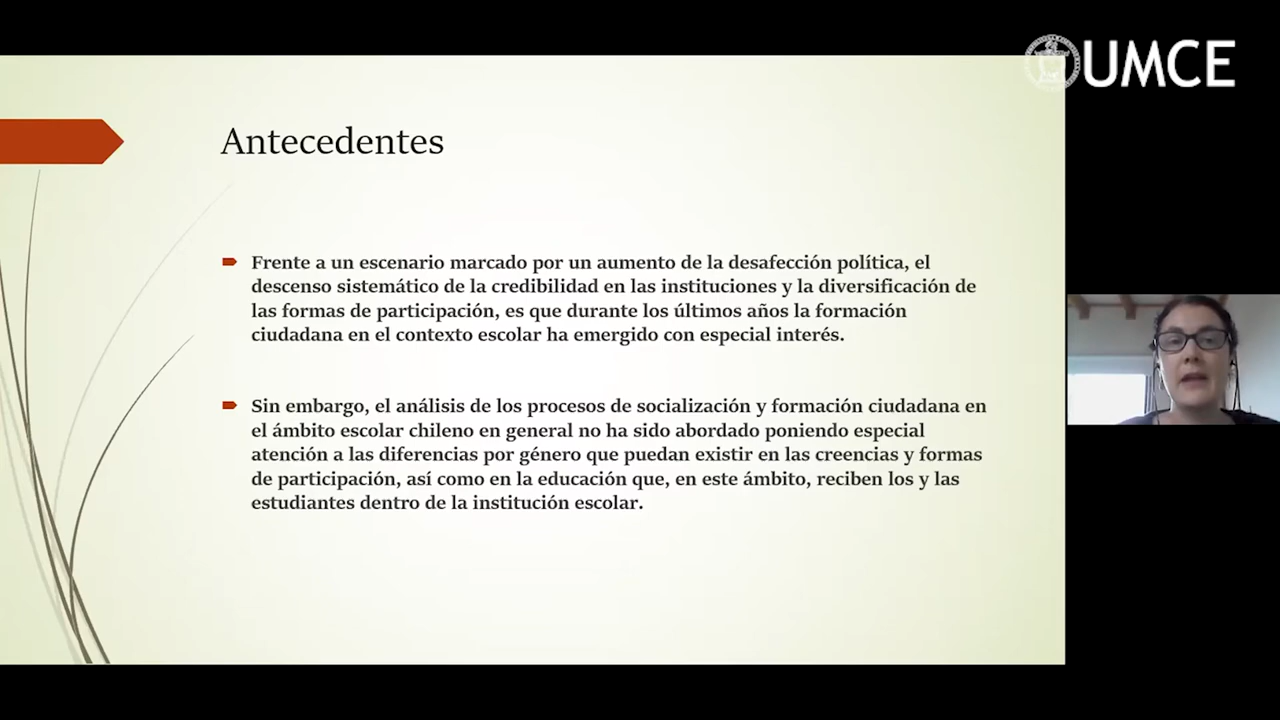 UMCE
Antecedentes
Frente a un escenario marcado por un aumento de la desafección política, el
descenso sistemático de la credibilidad en las instituciones y la diversificación de
las formas de participación, es que durante los últimos años la formación
ciudadana en el contexto escolar ha emergido con especial interés.
Sin embargo, el análisis de los procesos de socialización y formación ciudadana en
el ámbito escolar chileno en general no ha sido abordado poniendo especial
atención a las diferencias por género que puedan existir en las creencias y formas
de participación, así como en la educación que, en este ámbito, reciben los y las
estudiantes dentro de la institución escolar.